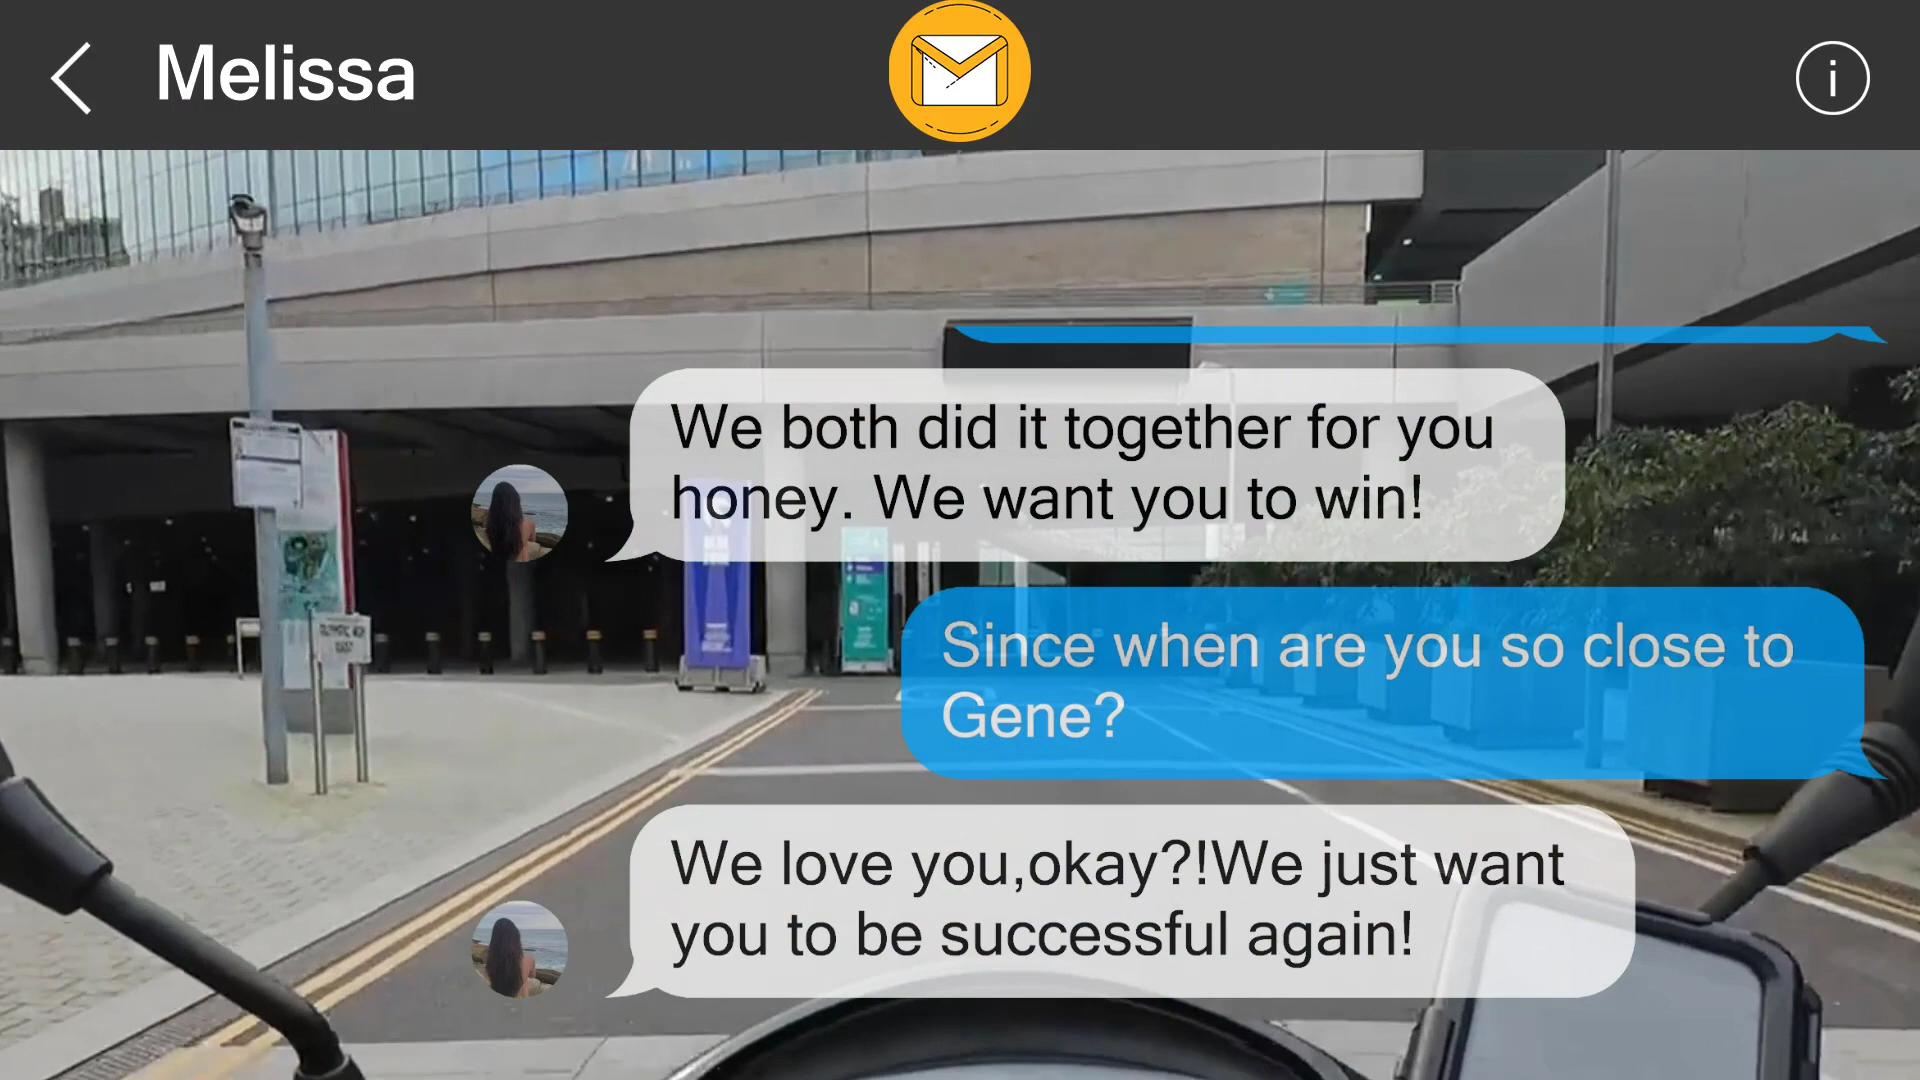 Melissa
We both did it together for you
honey. We want you to win!
Since when are you so close to
Gene?
We love you,okay?!We just want
you to be successful again!